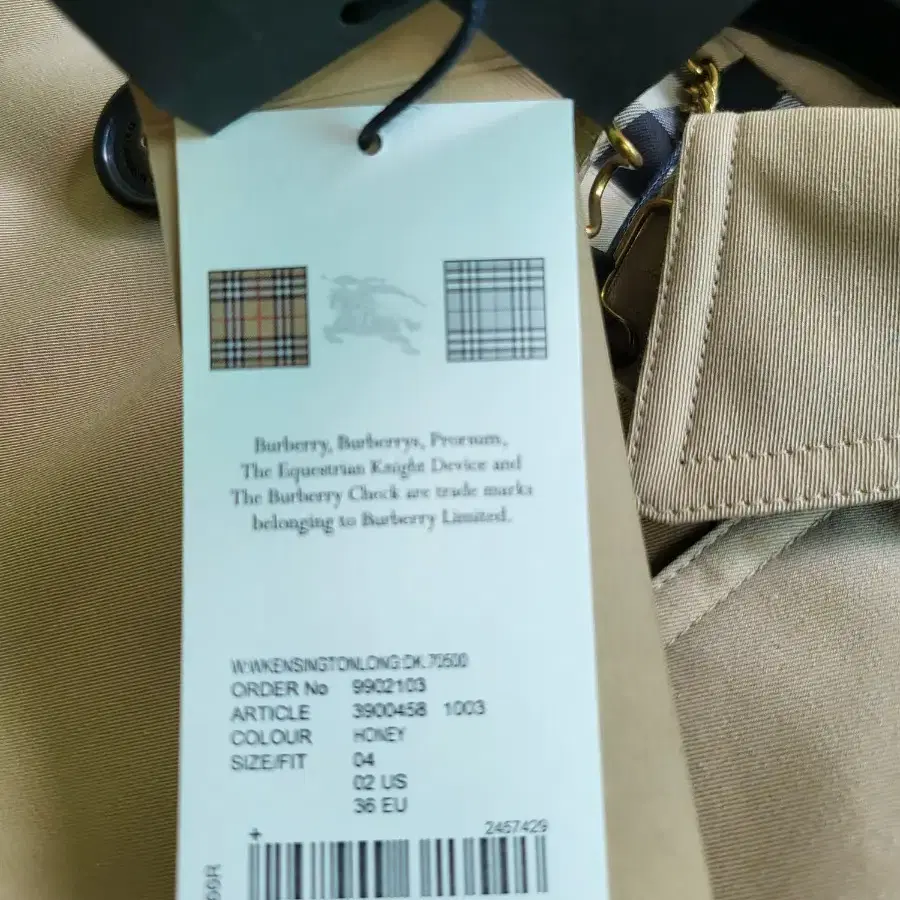 Burberry, Burberrys, Prorsum,
The Equestrian Knight Device and
The Burberry Check are trade marks
belonging to Burberry Limited.
W:WKENSINGTONLONG:DK.70500
ORDER No 9902103
ARTICLE 3900458 1003
COLOUR HONEY
SIZE/FIT 04
02 US
36 EU
+
2457429